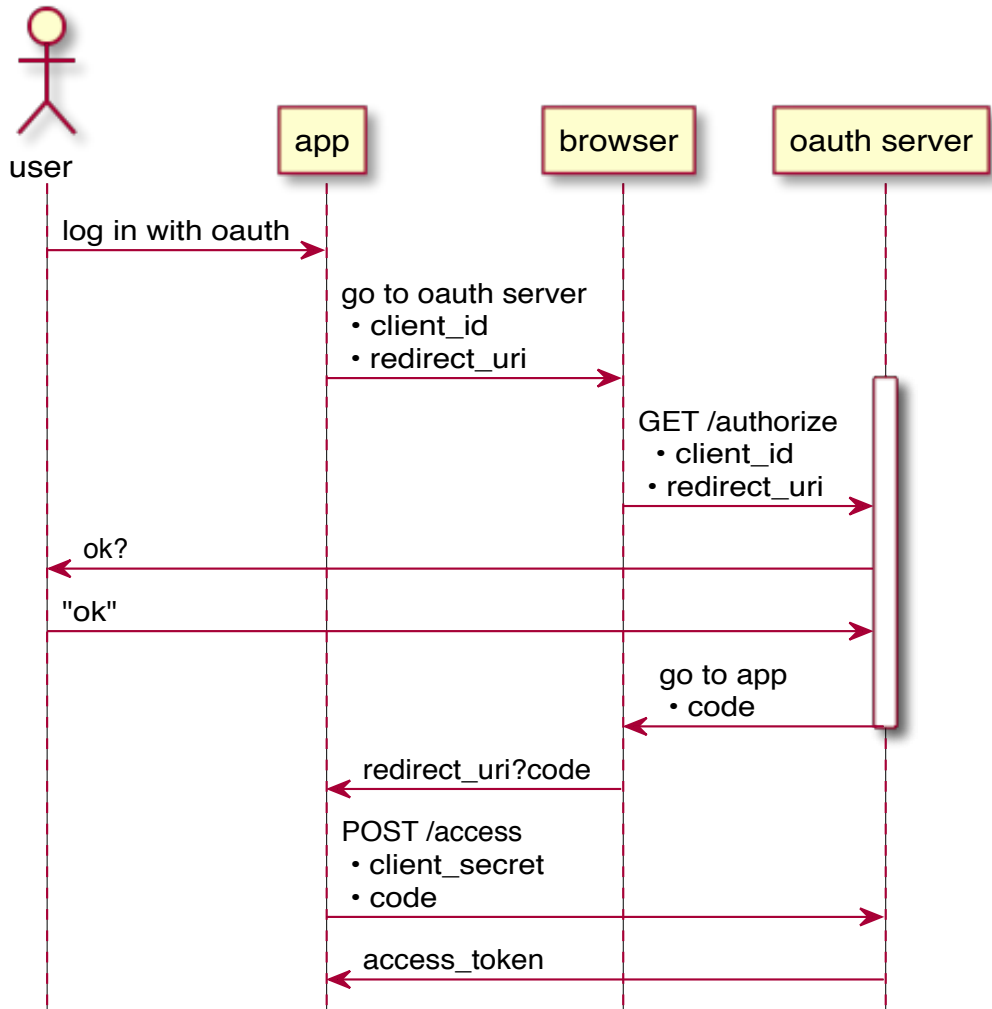 user
app
browser
oauth server
log in with oauth
go to oauth server
• client_id
• redirect_uri
GET /authorize
• client_id
• redirect_uri
ok?
"ok"
go to app
• code
redirect_uri?code
POST /access
• client_secret
• code
access_token